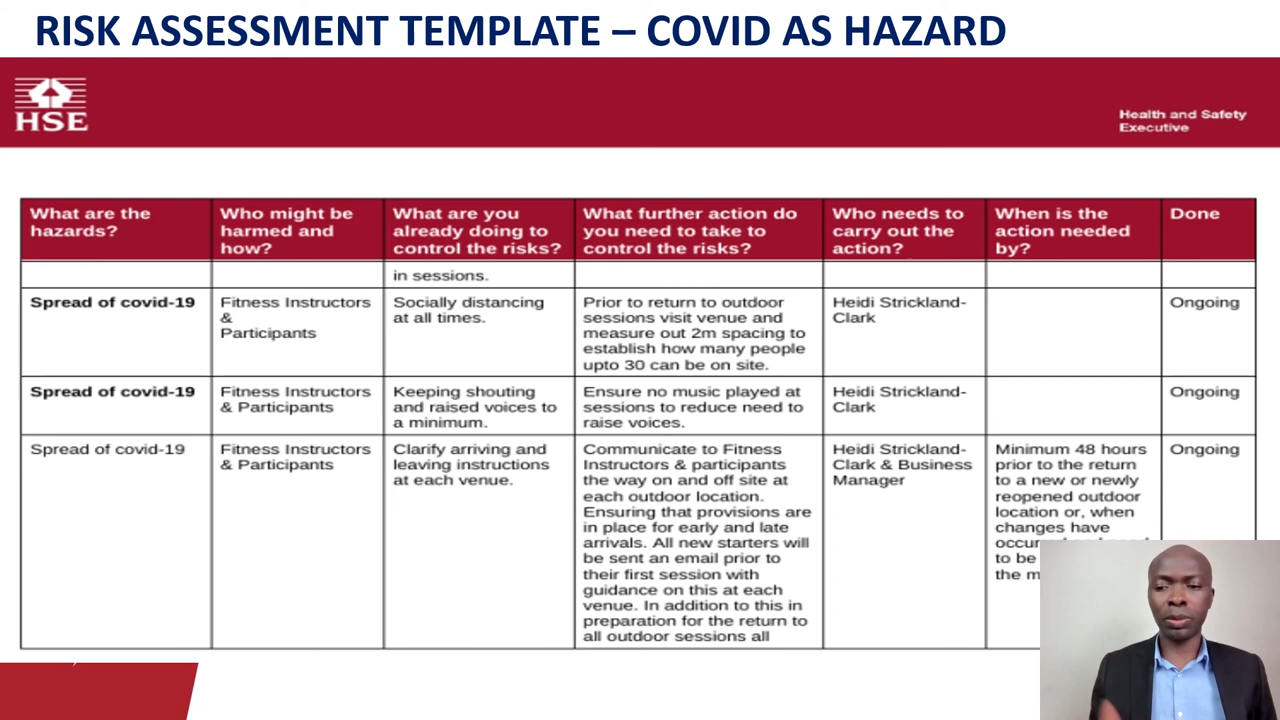 RISK ASSESSMENT TEMPLATE – COVID AS HAZARD
HSE
Health and Safety
Executive
What are the
hazards?
Who might be
harmed and
how?
What are you
already doing to
control the risks?
What further action do
you need to take to
control the risks?
Who needs to
carry out the
action?
When is the
action needed
by?
Done
in sessions.
Spread of covid-19
Fitness Instructors
&
Participants
Socially distancing
at all times.
Prior to return to outdoor
sessions visit venue and
measure out 2m spacing to
establish how many people
upto 30 can be on site.
Heidi Strickland-
Clark
Ongoing
Spread of covid-19
Fitness Instructors
& Participants
Keeping shouting
and raised voices to
a minimum.
Ensure no music played at
sessions to reduce need to
raise voices.
Heidi Strickland-
Clark
Ongoing
Spread of covid-19
Fitness Instructors
& Participants
Clarify arriving and
leaving instructions
at each venue.
Communicate to Fitness
Instructors & participants
the way on and off site at
each outdoor location.
Ensuring that provisions are
in place for early and late
arrivals. All new starters will
be sent an email prior to
their first session with
guidance on this at each
venue. In addition to this in
preparation for the return to
all outdoor sessions all
Heidi Strickland-
Clark & Business
Manager
Minimum 48 hours
prior to the return
to a new or newly
reopened outdoor
location or, when
changes have
to be
the
Ongoing